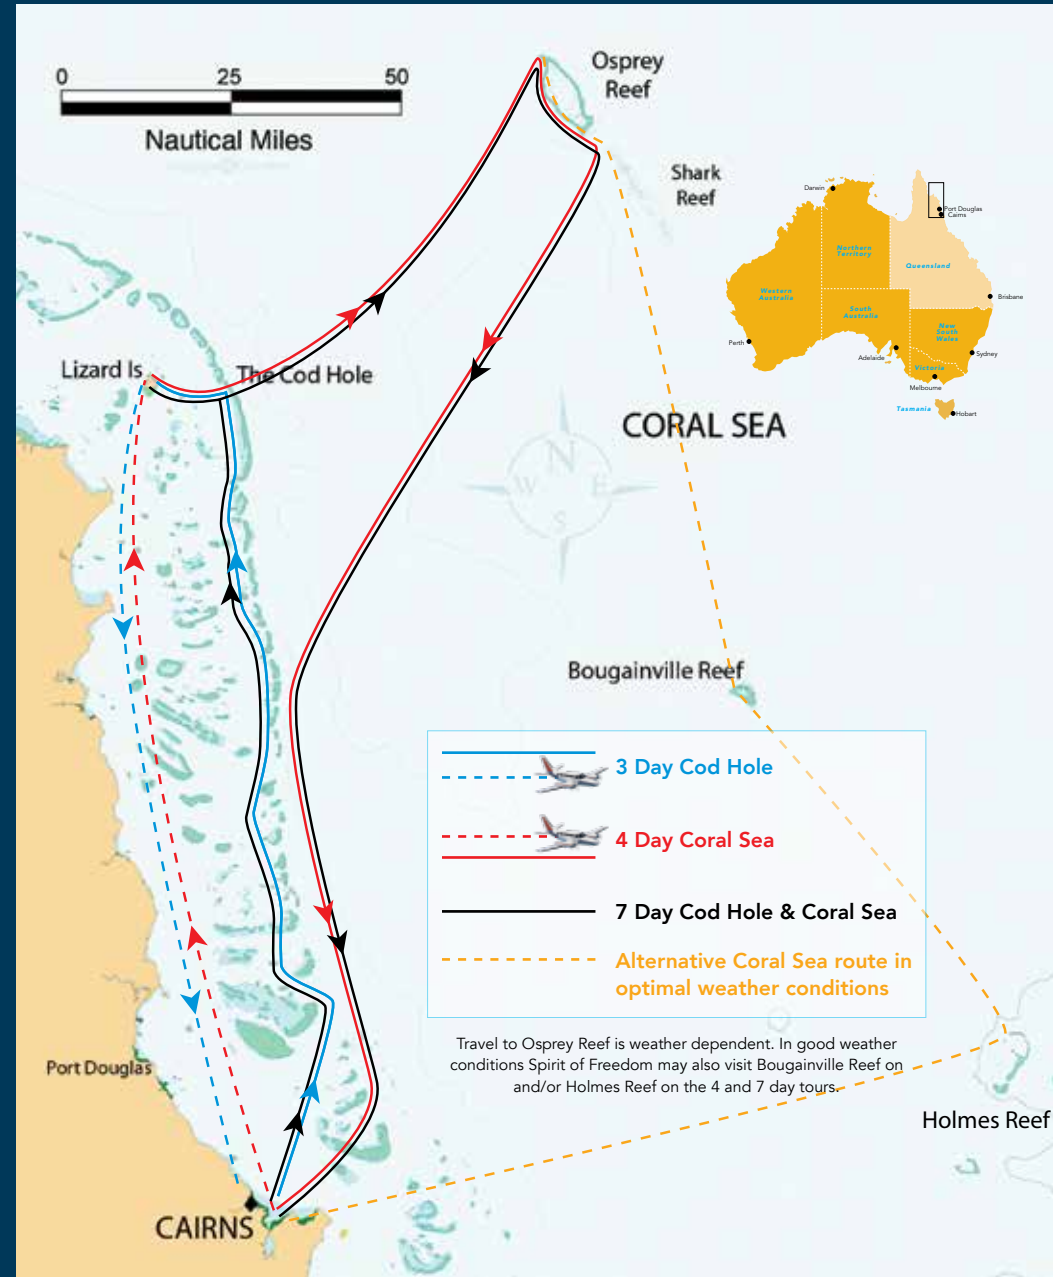 0 25 50
Nautical Miles
Osprey
Reef
Shark
Reef
Darwin
Port Douglas
Cairns
Northern
Territory
Queensland
Western
Australia
South
Australia
Brisbane
New
South
Wales
Perth
Adelaide
Sydney
Victoria
Melbourne
Tasmania
Hobart
Lizard Is
The Cod Hole
CORAL SEA
N
W E
S
Bougainville Reef
3 Day Cod Hole
4 Day Coral Sea
7 Day Cod Hole & Coral Sea
Alternative Coral Sea route in
optimal weather conditions
Travel to Osprey Reef is weather dependent. In good weather
conditions Spirit of Freedom may also visit Bougainville Reef on
and/or Holmes Reef on the 4 and 7 day tours.
Port Douglas
Holmes Reef
CAIRNS